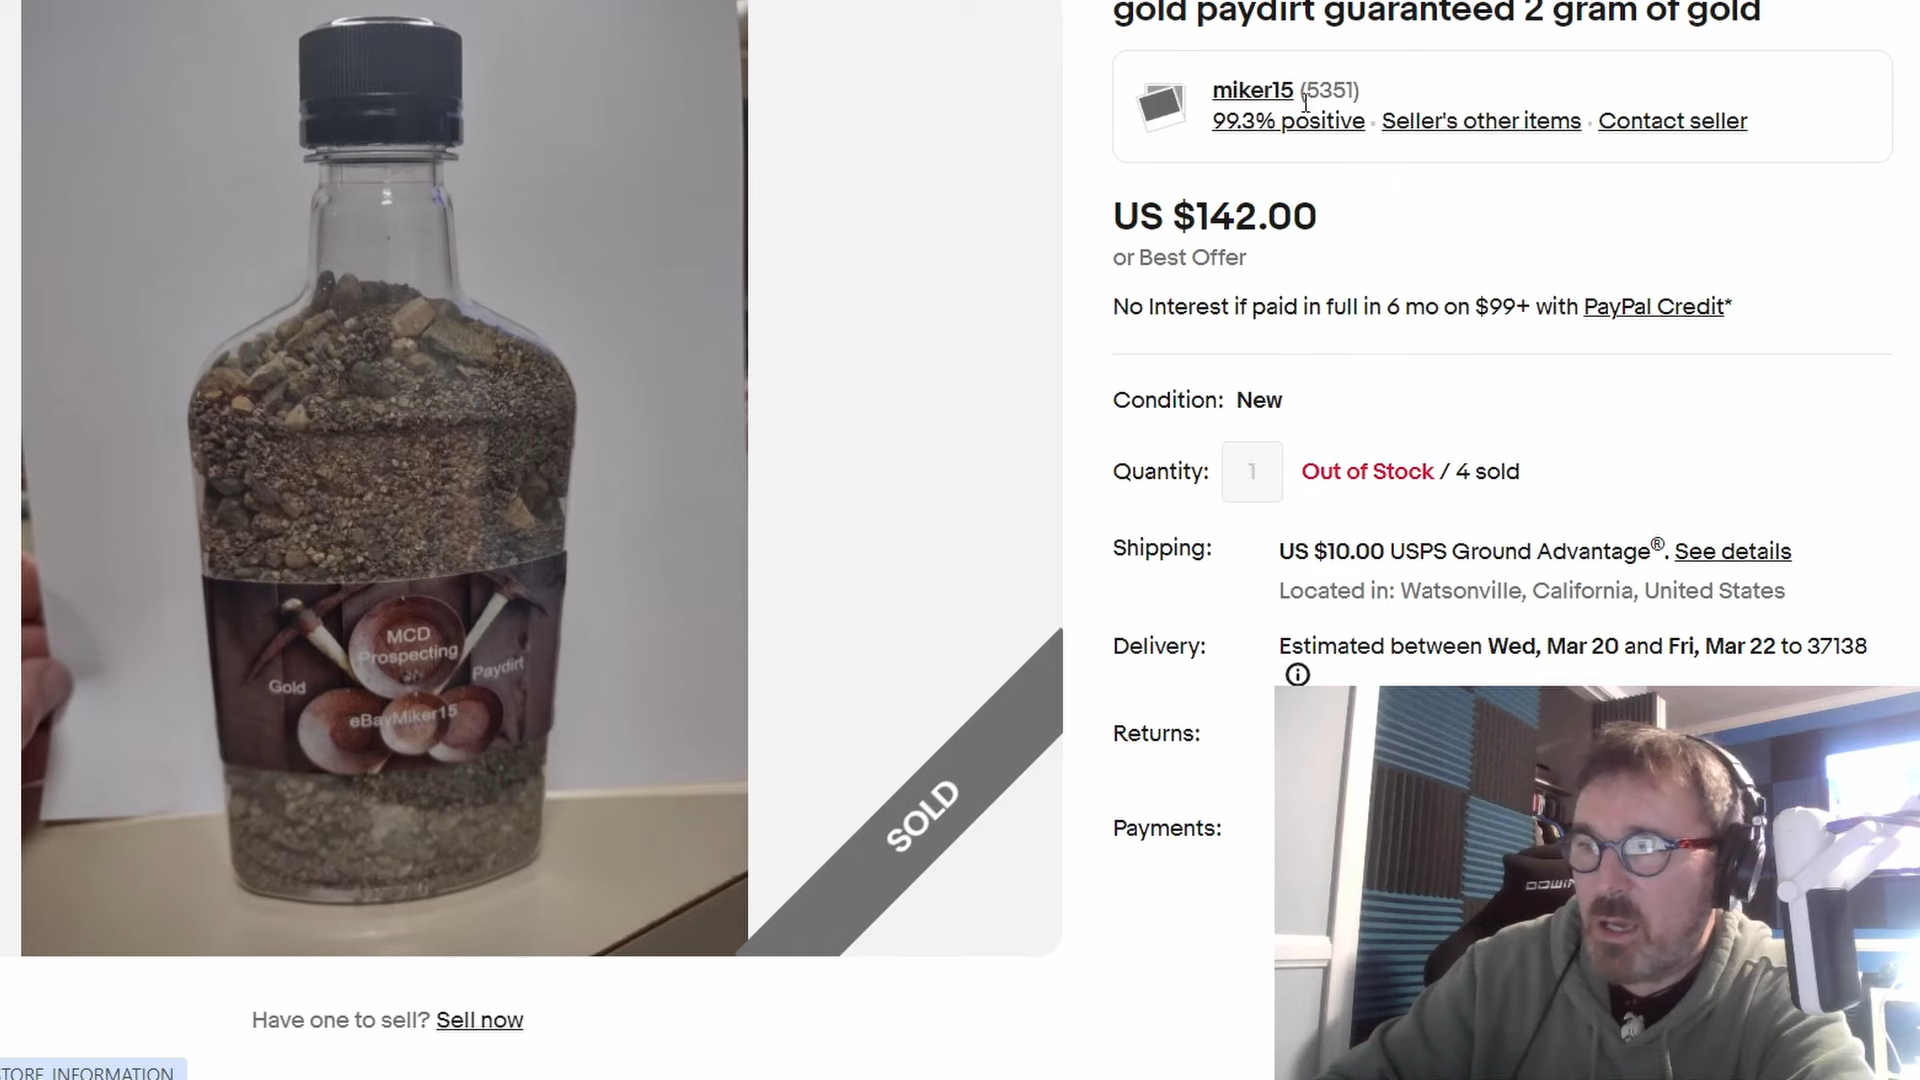 gold paydirt guaranteed 2 gram of gold
miker15 (5351)
99.3% positive · Seller's other items · Contact seller
US $142.00
or Best Offer
No Interest if paid in full in 6 mo on $99+ with PayPal Credit*
Condition: New
Quantity: 1 Out of Stock / 4 sold
Shipping: US $10.00 USPS Ground Advantage®. See details
Located in: Watsonville, California, United States
Delivery: Estimated between Wed, Mar 20 and Fri, Mar 22 to 37138
Returns:
Payments:
MCD
Prospecting
Gold
Paydirt
eBayMiker15
SOLD
Have one to sell? Sell now
STORE INFORMATION